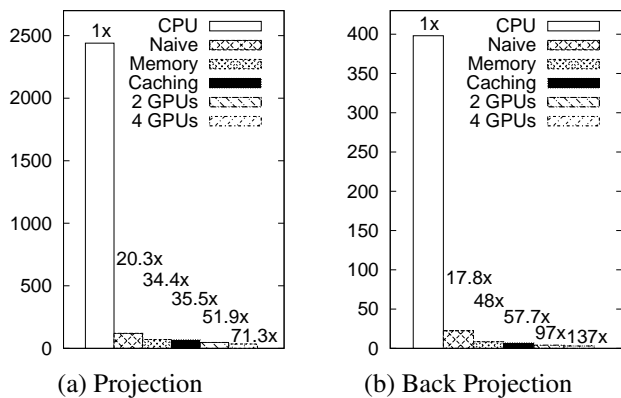 CPU
Naive
Memory
Caching
2 GPUs
4 GPUs
2500
2000
1500
1000
500
0
1x
20.3x
34.4x
35.5x
51.9x
71.3x
(a) Projection
CPU
Naive
Memory
Caching
2 GPUs
4 GPUs
400
350
300
250
200
150
100
50
0
1x
17.8x
48x
57.7x
97x
137x
(b) Back Projection